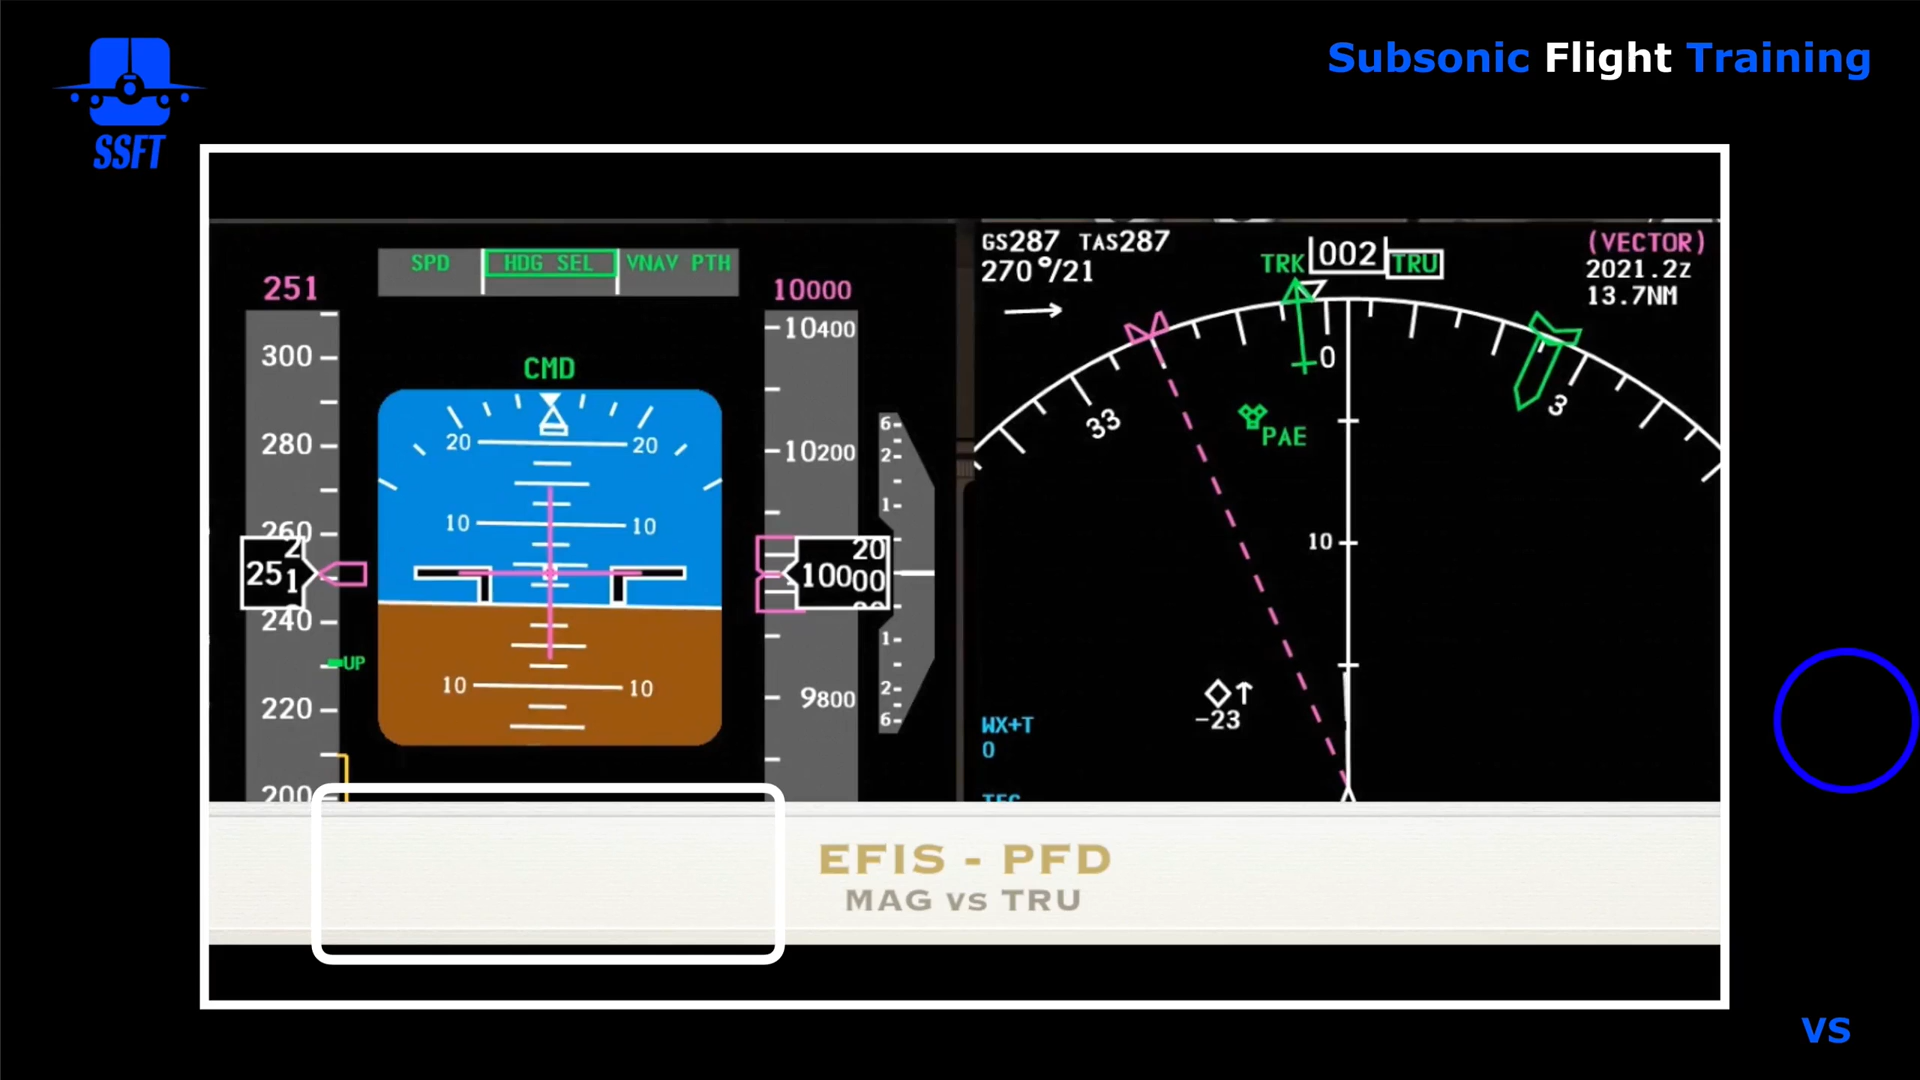 SSFT
Subsonic Flight Training
251
SPD HDG SEL VNAV PTH
10000
CMD
300
280
260
240
220
200
2
251
UP
20 20
10 10
10 10
10400
10200
20
10000
9800
6
2
1
1
2
6
GS287 TAS287
270°/21
TRK 002 TRU
(VECTOR)
2021.2z
13.7NM
33
0
3
PAE
10
-23
WX+T
0
EFIS - PFD
MAG vs TRU
VS